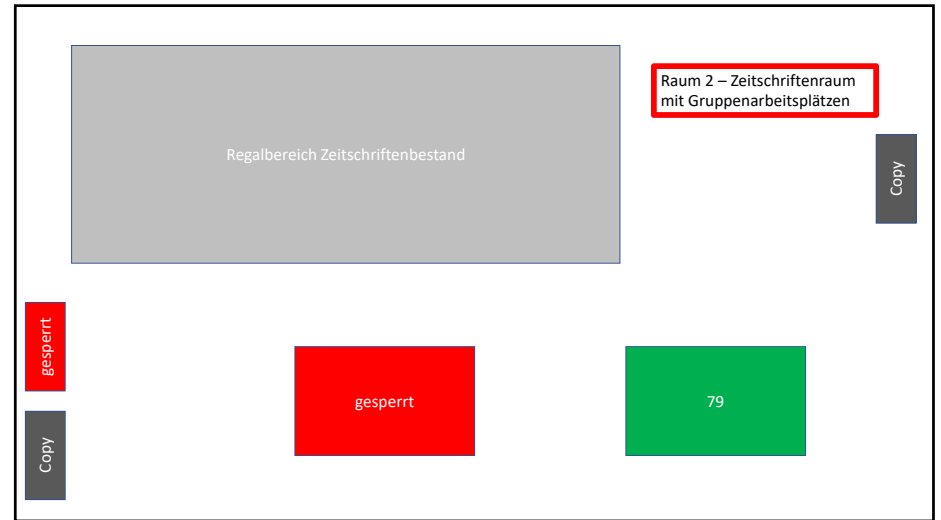 Raum 2 – Zeitschriftenraum
mit Gruppenarbeitsplätzen
Regalbereich Zeitschriftenbestand
Copy
gesperrt
gesperrt
79
Copy